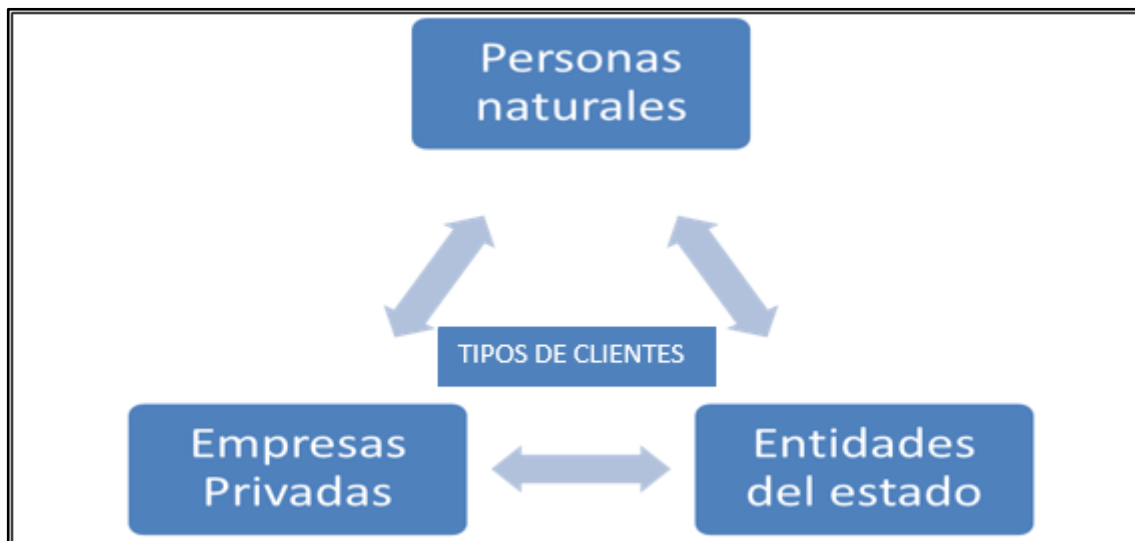 Personas
naturales
TIPOS DE CLIENTES
Empresas
Privadas
Entidades
del estado